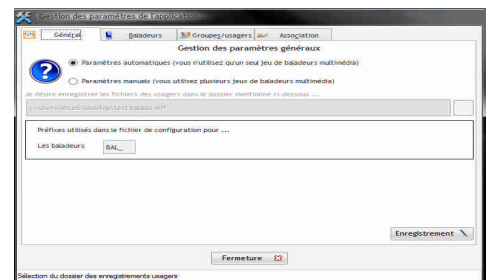 Gestion des paramètres de l'application
Général
Baladeurs
Groupes/usagers
Association
Gestion des paramètres généraux
Paramètres automatiques (vous n'utilisez qu'un seul jeu de baladeurs multimédia)
Paramètres manuels (vous utilisez plusieurs jeux de baladeurs multimédia)
Je désire enregistrer les fichiers des usagers dans le dossier mentionné ci-dessous ...
Préfixes utilisés dans le fichier de configuration pour ...
Les baladeurs
BAL_
Enregistrement
Fermeture
Sélection du dossier des enregistrements usagers